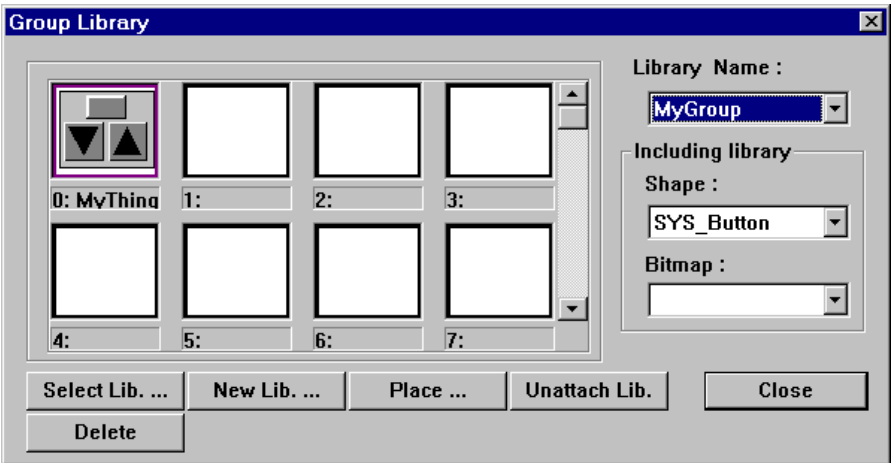 Group Library
Library Name :
MyGroup
Including library
Shape :
SYS_Button
Bitmap :
0: MyThing
1:
2:
3:
4:
5:
6:
7:
Select Lib. ...
New Lib. ...
Place ...
Unattach Lib.
Close
Delete